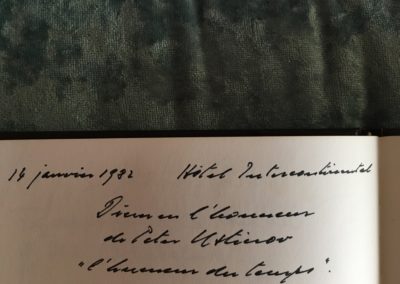 14 janvier 1982 Hôtel Intercontinental
Dîner en l'honneur
de Peter Ustinov
"l'humeur du temps".